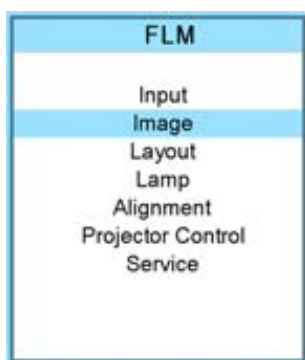 FLM
Input
Image
Layout
Lamp
Alignment
Projector Control
Service